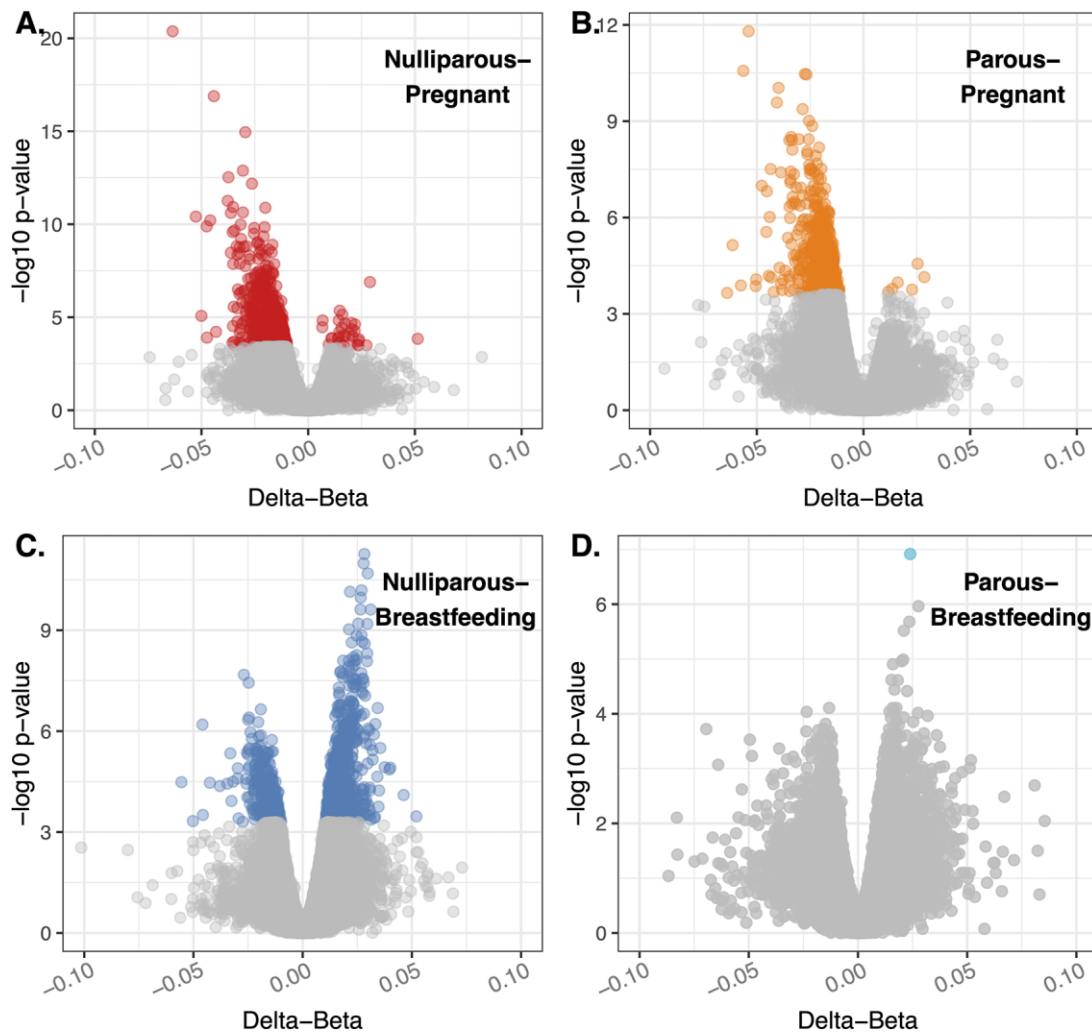 A.
Nulliparous–
Pregnant
20
15
10
5
0
−log10 p−value
−0.10
−0.05
0.00
0.05
0.10
Delta−Beta
B.
Parous–
Pregnant
12
9
6
3
0
−log10 p−value
−0.10
−0.05
0.00
0.05
0.10
Delta−Beta
C.
Nulliparous–
Breastfeeding
9
6
3
0
−log10 p−value
−0.10
−0.05
0.00
0.05
0.10
Delta−Beta
D.
Parous–
Breastfeeding
6
4
2
0
−log10 p−value
−0.10
−0.05
0.00
0.05
0.10
Delta−Beta